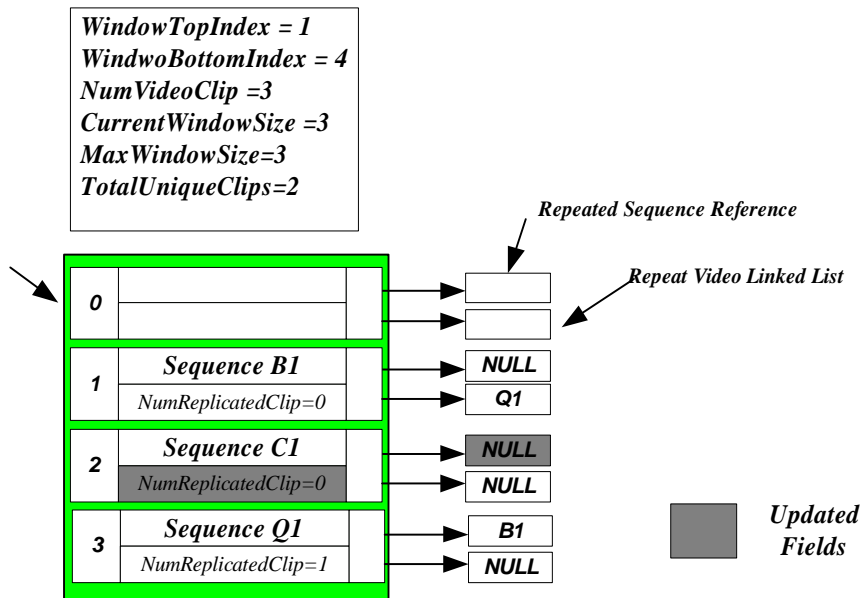 WindowTopIndex = 1
WindwoBottomIndex = 4
NumVideoClip =3
CurrentWindowSize =3
MaxWindowSize=3
TotalUniqueClips=2
Repeated Sequence Reference
Repeat Video Linked List
0
1
Sequence B1
NumReplicatedClip=0
NULL
Q1
2
Sequence C1
NumReplicatedClip=0
NULL
NULL
3
Sequence Q1
NumReplicatedClip=1
B1
NULL
Updated
Fields